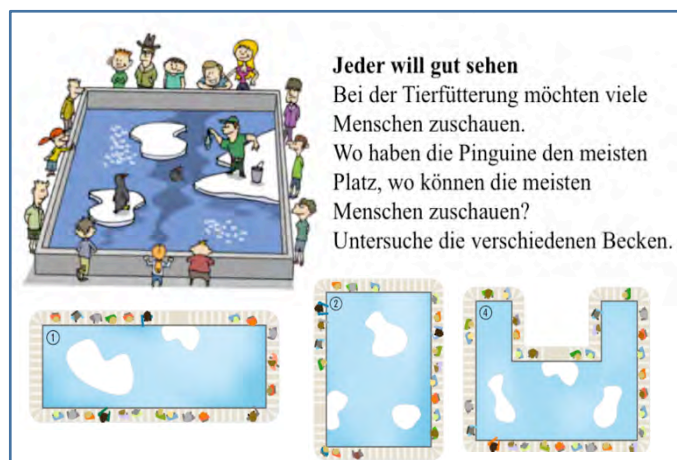 Jeder will gut sehen
Bei der Tierfütterung möchten viele
Menschen zuschauen.
Wo haben die Pinguine den meisten
Platz, wo können die meisten
Menschen zuschauen?
Untersuche die verschiedenen Becken.
①
②
④